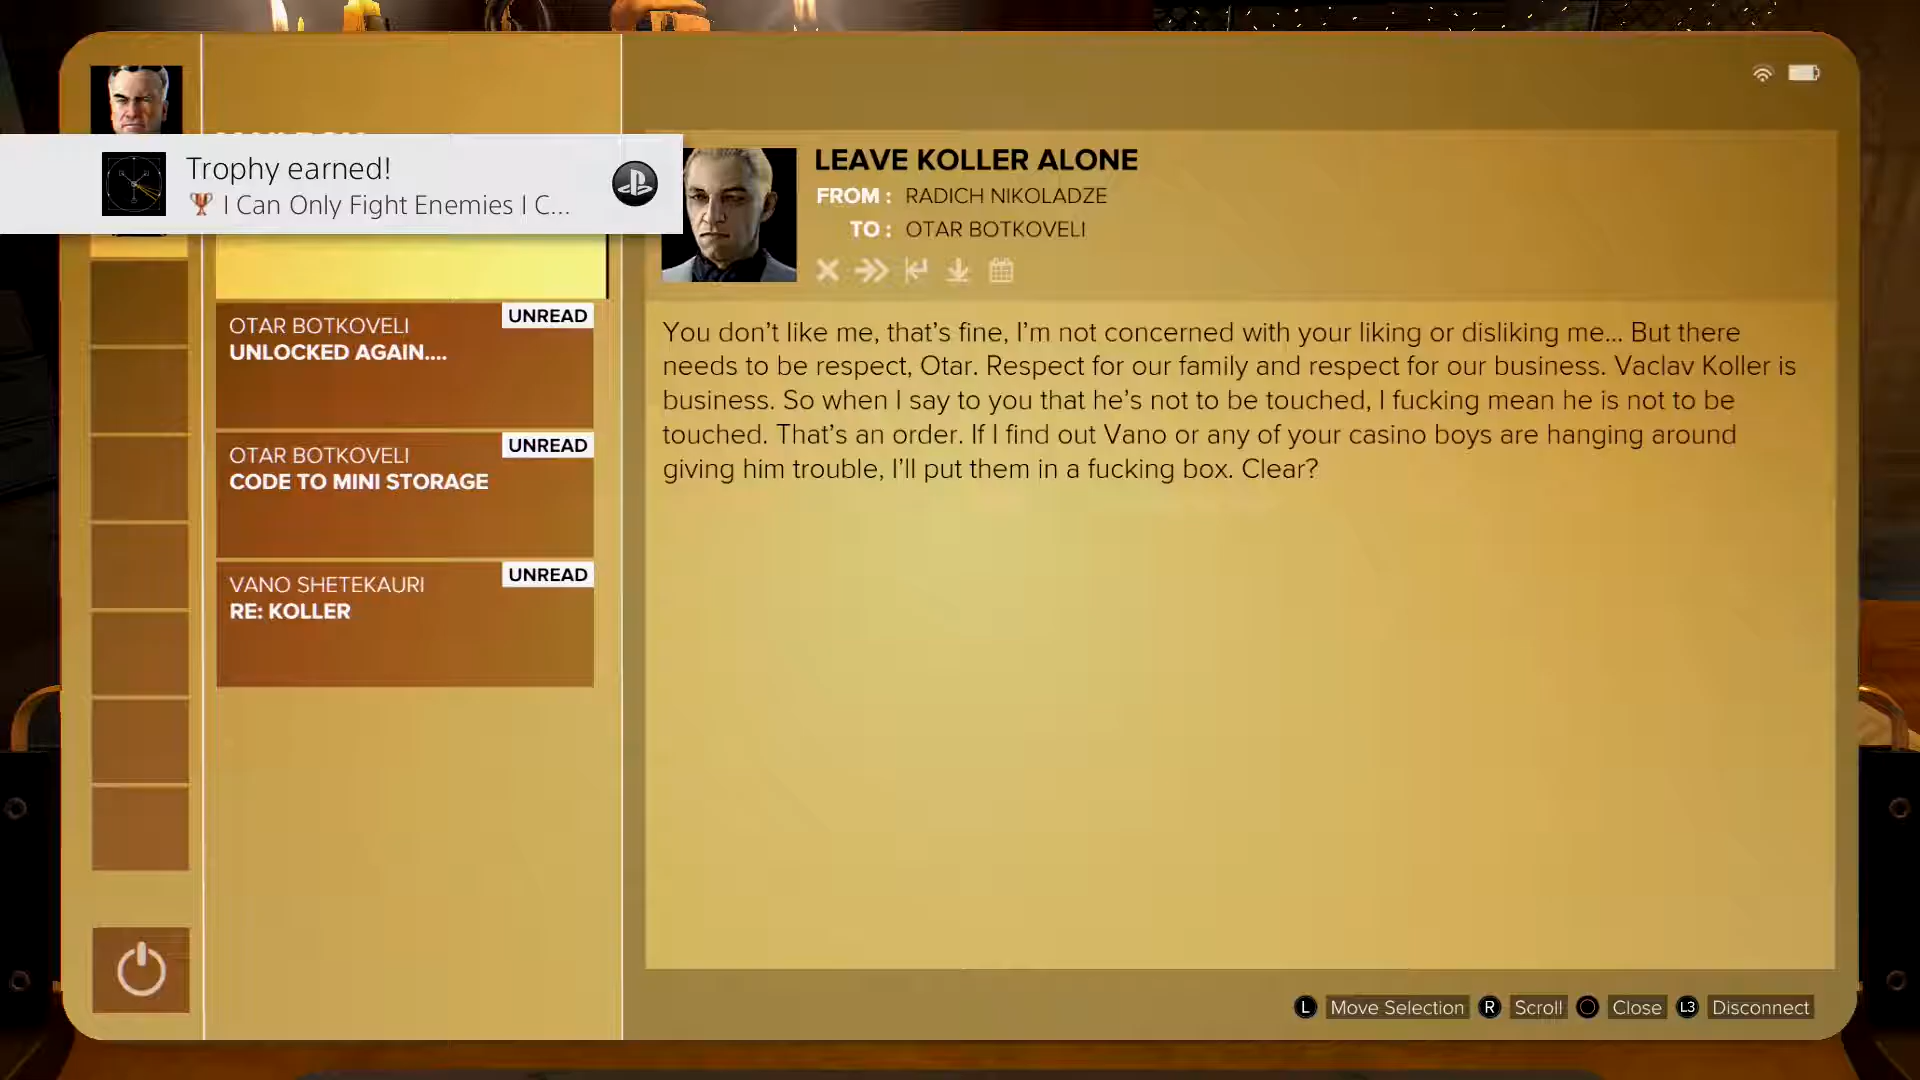 Trophy earned!
I Can Only Fight Enemies I C...
OTAR BOTKOVELI
UNREAD
UNLOCKED AGAIN....
OTAR BOTKOVELI
UNREAD
CODE TO MINI STORAGE
VANO SHETEKAURI
UNREAD
RE: KOLLER
LEAVE KOLLER ALONE
FROM : RADICH NIKOLADZE
TO : OTAR BOTKOVELI
You don’t like me, that’s fine, I’m not concerned with your liking or disliking me... But there
needs to be respect, Otar. Respect for our family and respect for our business. Vaclav Koller is
business. So when I say to you that he’s not to be touched, I fucking mean he is not to be
touched. That’s an order. If I find out Vano or any of your casino boys are hanging around
giving him trouble, I’ll put them in a fucking box. Clear?
L Move Selection R Scroll Close L3 Disconnect